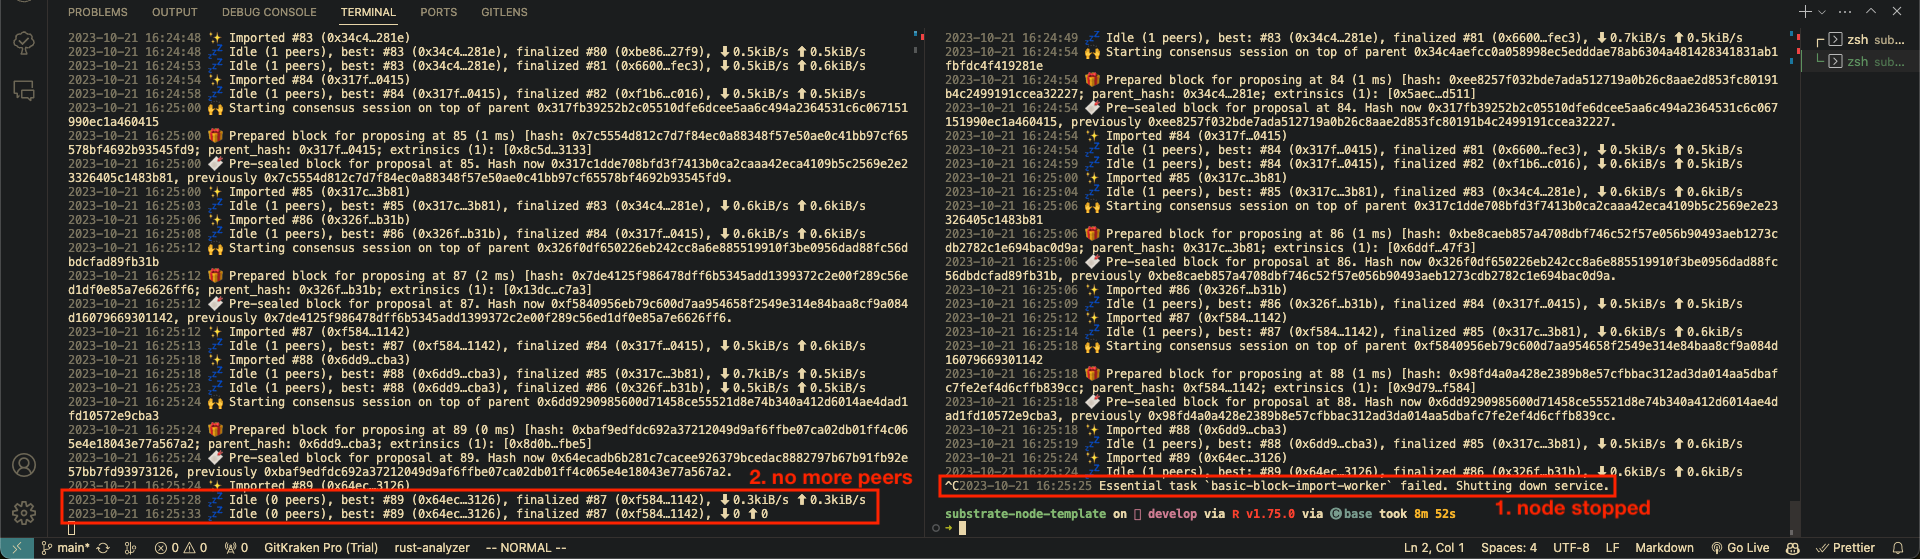 PROBLEMS OUTPUT DEBUG CONSOLE TERMINAL PORTS GITLENS
2023-10-21 16:24:48 ✨ Imported #83 (0x34c4…281e)
2023-10-21 16:24:48 💤 Idle (1 peers), best: #83 (0x34c4…281e), finalized #80 (0xbe86…27f9), ⬇ 0.5kiB/s ⬆ 0.5kiB/s
2023-10-21 16:24:53 💤 Idle (1 peers), best: #83 (0x34c4…281e), finalized #81 (0x6600…fec3), ⬇ 0.5kiB/s ⬆ 0.6kiB/s
2023-10-21 16:24:54 ✨ Imported #84 (0x317f…0415)
2023-10-21 16:24:58 💤 Idle (1 peers), best: #84 (0x317f…0415), finalized #82 (0xf1b6…c016), ⬇ 0.5kiB/s ⬆ 0.5kiB/s
2023-10-21 16:25:00 🙌 Starting consensus session on top of parent 0x317fb39252b2c05510dfe6dcee5aa6c494a2364531c6c067151
990ec1a460415
2023-10-21 16:25:00 🎁 Prepared block for proposing at 85 (1 ms) [hash: 0x7c5554d812c7d7f84ec0a88348f57e50ae0c41bb97cf65
578bf4692b93545fd9; parent_hash: 0x317f…0415; extrinsics (1): [0x8c5d…3133]
2023-10-21 16:25:00 🔖 Pre-sealed block for proposal at 85. Hash now 0x317c1dde708bfd3f7413b0ca2caaa42eca4109b5c2569e2e2
3326405c1483b81, previously 0x7c5554d812c7d7f84ec0a88348f57e50ae0c41bb97cf65578bf4692b93545fd9.
2023-10-21 16:25:00 ✨ Imported #85 (0x317c…3b81)
2023-10-21 16:25:03 💤 Idle (1 peers), best: #85 (0x317c…3b81), finalized #83 (0x34c4…281e), ⬇ 0.6kiB/s ⬆ 0.6kiB/s
2023-10-21 16:25:06 ✨ Imported #86 (0x326f…b31b)
2023-10-21 16:25:08 💤 Idle (1 peers), best: #86 (0x326f…b31b), finalized #84 (0x317f…0415), ⬇ 0.6kiB/s ⬆ 0.6kiB/s
2023-10-21 16:25:12 🙌 Starting consensus session on top of parent 0x326f0df650226eb242cc8a6e885519910f3be0956dad88fc56d
bdcfad89fb31b
2023-10-21 16:25:12 🎁 Prepared block for proposing at 87 (2 ms) [hash: 0x7de4125f986478dff6b5345add1399372c2e00f289c56e
d1df0e85a7e6626ff6; parent_hash: 0x326f…b31b; extrinsics (1): [0x13dc…c7a3]
2023-10-21 16:25:12 🔖 Pre-sealed block for proposal at 87. Hash now 0xf5840956eb79c600d7aa954658f2549e314e84baa8cf9a084
d16079669301142, previously 0x7de4125f986478dff6b5345add1399372c2e00f289c56ed1df0e85a7e6626ff6.
2023-10-21 16:25:12 ✨ Imported #87 (0xf584…1142)
2023-10-21 16:25:13 💤 Idle (1 peers), best: #87 (0xf584…1142), finalized #84 (0x317f…0415), ⬇ 0.5kiB/s ⬆ 0.6kiB/s
2023-10-21 16:25:18 ✨ Imported #88 (0x6dd9…cba3)
2023-10-21 16:25:18 💤 Idle (1 peers), best: #88 (0x6dd9…cba3), finalized #85 (0x317c…3b81), ⬇ 0.7kiB/s ⬆ 0.5kiB/s
2023-10-21 16:25:23 💤 Idle (1 peers), best: #88 (0x6dd9…cba3), finalized #86 (0x326f…b31b), ⬇ 0.5kiB/s ⬆ 0.5kiB/s
2023-10-21 16:25:24 🙌 Starting consensus session on top of parent 0x6dd9290985600d71458ce55521d8e74b340a412d6014ae4dad1
fd10572e9cba3
2023-10-21 16:25:24 🎁 Prepared block for proposing at 89 (0 ms) [hash: 0xbaf9edfdc692a37212049d9af6ffbe07ca02db01ff4c06
5e4e18043e77a567a2; parent_hash: 0x6dd9…cba3; extrinsics (1): [0x8d0b…fbe5]
2023-10-21 16:25:24 🔖 Pre-sealed block for proposal at 89. Hash now 0x64ecadb6b281c7cacee926379bcedac8882797b67b91fb92e
57bb7fd93973126, previously 0xbaf9edfdc692a37212049d9af6ffbe07ca02db01ff4c065e4e18043e77a567a2.
2023-10-21 16:25:24 ✨ Imported #89 (0x64ec…3126)
2. no more peers
2023-10-21 16:25:28 💤 Idle (0 peers), best: #89 (0x64ec…3126), finalized #87 (0xf584…1142), ⬇ 0.3kiB/s ⬆ 0.3kiB/s
2023-10-21 16:25:33 💤 Idle (0 peers), best: #89 (0x64ec…3126), finalized #87 (0xf584…1142), ⬇ 0 ⬆ 0
2023-10-21 16:24:49 💤 Idle (1 peers), best: #83 (0x34c4…281e), finalized #81 (0x6600…fec3), ⬇ 0.7kiB/s ⬆ 0.5kiB/s
2023-10-21 16:24:54 🙌 Starting consensus session on top of parent 0x34c4aefcc0a058998ec5edddae78ab6304a481428341831ab1
fbfdc4f419281e
2023-10-21 16:24:54 🎁 Prepared block for proposing at 84 (1 ms) [hash: 0xee8257f032bde7ada512719a0b26c8aae2d853fc80191
b4c2499191ccea32227; parent_hash: 0x34c4…281e; extrinsics (1): [0x5aec…d511]
2023-10-21 16:24:54 🔖 Pre-sealed block for proposal at 84. Hash now 0x317fb39252b2c05510dfe6dcee5aa6c494a2364531c6c067
151990ec1a460415, previously 0xee8257f032bde7ada512719a0b26c8aae2d853fc80191b4c2499191ccea32227.
2023-10-21 16:24:54 ✨ Imported #84 (0x317f…0415)
2023-10-21 16:24:54 💤 Idle (1 peers), best: #84 (0x317f…0415), finalized #81 (0x6600…fec3), ⬇ 0.5kiB/s ⬆ 0.5kiB/s
2023-10-21 16:24:59 💤 Idle (1 peers), best: #84 (0x317f…0415), finalized #82 (0xf1b6…c016), ⬇ 0.6kiB/s ⬆ 0.5kiB/s
2023-10-21 16:25:00 ✨ Imported #85 (0x317c…3b81)
2023-10-21 16:25:04 💤 Idle (1 peers), best: #85 (0x317c…3b81), finalized #83 (0x34c4…281e), ⬇ 0.6kiB/s ⬆ 0.6kiB/s
2023-10-21 16:25:06 🙌 Starting consensus session on top of parent 0x317c1dde708bfd3f7413b0ca2caaa42eca4109b5c2569e2e23
326405c1483b81
2023-10-21 16:25:06 🎁 Prepared block for proposing at 86 (1 ms) [hash: 0xbe8caeb857a4708dbf746c52f57e056b90493aeb1273c
db2782c1e694bac0d9a; parent_hash: 0x317c…3b81; extrinsics (1): [0x6ddf…47f3]
2023-10-21 16:25:06 🔖 Pre-sealed block for proposal at 86. Hash now 0x326f0df650226eb242cc8a6e885519910f3be0956dad88fc
56dbdcfad89fb31b, previously 0xbe8caeb857a4708dbf746c52f57e056b90493aeb1273cdb2782c1e694bac0d9a.
2023-10-21 16:25:06 ✨ Imported #86 (0x326f…b31b)
2023-10-21 16:25:09 💤 Idle (1 peers), best: #86 (0x326f…b31b), finalized #84 (0x317f…0415), ⬇ 0.5kiB/s ⬆ 0.5kiB/s
2023-10-21 16:25:12 ✨ Imported #87 (0xf584…1142)
2023-10-21 16:25:14 💤 Idle (1 peers), best: #87 (0xf584…1142), finalized #85 (0x317c…3b81), ⬇ 0.6kiB/s ⬆ 0.6kiB/s
2023-10-21 16:25:18 🙌 Starting consensus session on top of parent 0xf5840956eb79c600d7aa954658f2549e314e84baa8cf9a084d
16079669301142
2023-10-21 16:25:18 🎁 Prepared block for proposing at 88 (1 ms) [hash: 0x98fd4a0a428e2389b8e57cfbbac312ad3da014aa5dbaf
c7fe2ef4d6cffb839cc; parent_hash: 0xf584…1142; extrinsics (1): [0x9d79…f584]
2023-10-21 16:25:18 🔖 Pre-sealed block for proposal at 88. Hash now 0x6dd9290985600d71458ce55521d8e74b340a412d6014ae4d
ad1fd10572e9cba3, previously 0x98fd4a0a428e2389b8e57cfbbac312ad3da014aa5dbafc7fe2ef4d6cffb839cc.
2023-10-21 16:25:18 ✨ Imported #88 (0x6dd9…cba3)
2023-10-21 16:25:19 💤 Idle (1 peers), best: #88 (0x6dd9…cba3), finalized #85 (0x317c…3b81), ⬇ 0.5kiB/s ⬆ 0.6kiB/s
2023-10-21 16:25:24 ✨ Imported #89 (0x64ec…3126)
2023-10-21 16:25:24 💤 Idle (1 peers), best: #89 (0x64ec…3126), finalized #86 (0x326f…b31b), ⬇ 0.6kiB/s ⬆ 0.6kiB/s
^C2023-10-21 16:25:25 Essential task `basic-block-import-worker` failed. Shutting down service.
1. node stopped
substrate-node-template on develop via R v1.75.0 via ©base took 8m 52s
➜
zsh sub…
zsh sub…
main* 0 0 0 GitKraken Pro (Trial) rust-analyzer -- NORMAL -- Ln 2, Col 1 Spaces: 4 UTF-8 LF Markdown Go Live Prettier